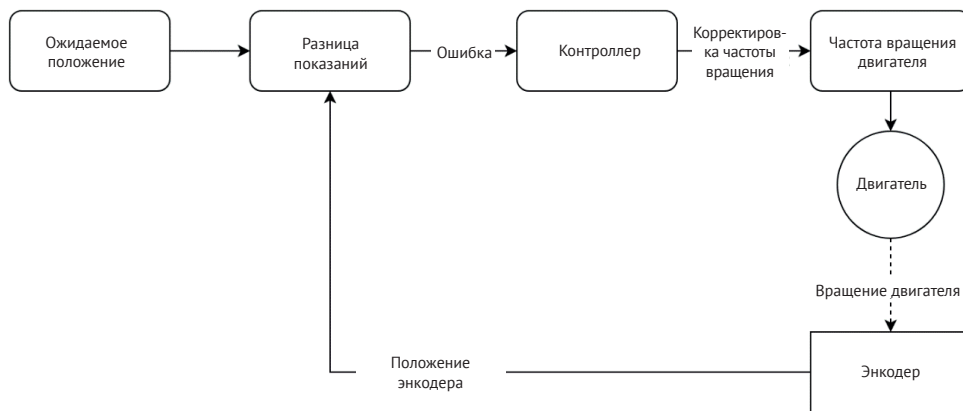 Ожидаемое
положение
Разница
показаний
Ошибка
Контроллер
Корректиров-
ка частоты
вращения
Частота вращения
двигателя
Двигатель
Вращение двигателя
Положение
энкодера
Энкодер